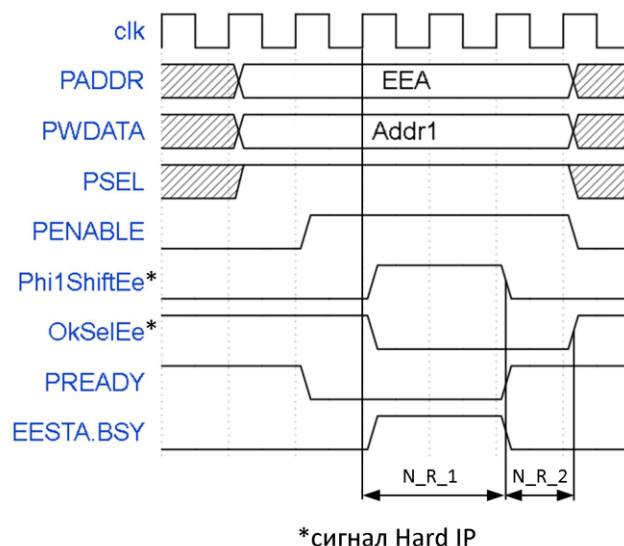 clk
PADDR EEA
PWDATA Addr1
PSEL
PENABLE
Phi1ShiftEe*
OkSelEe*
PREADY
EESTA.BSY
N_R_1 N_R_2
*сигнал Hard IP